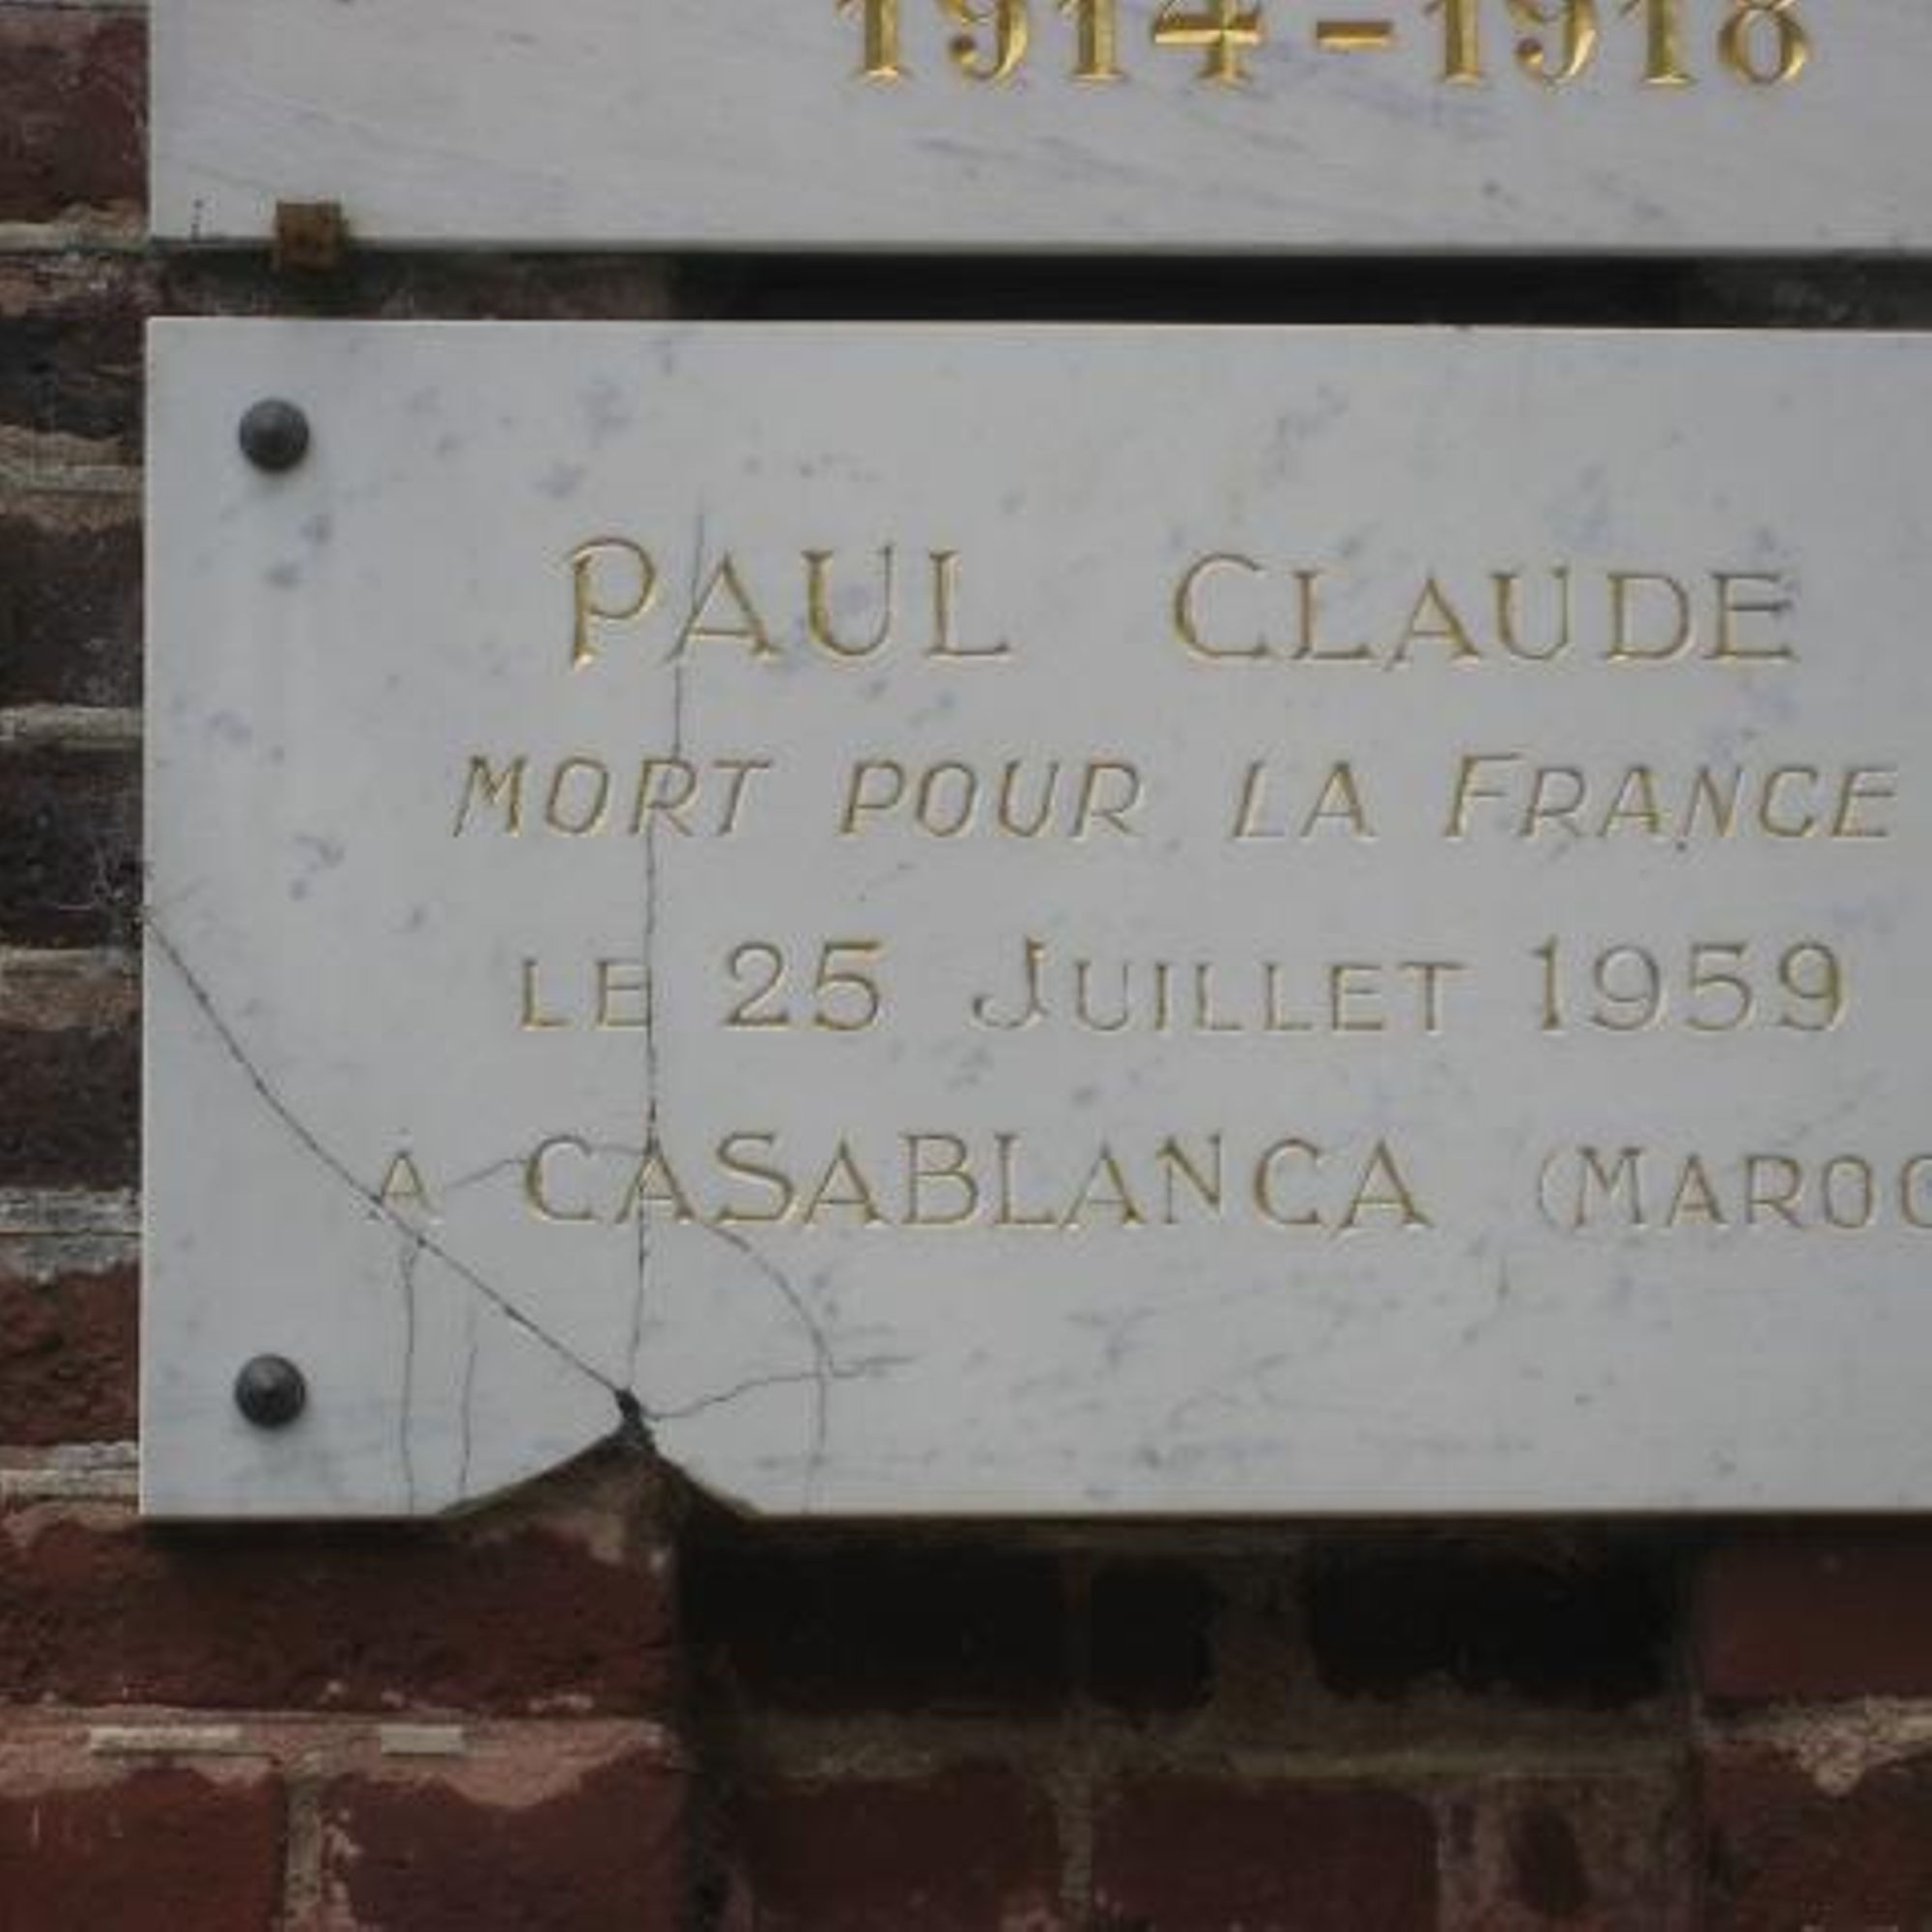 1914-1918
PAUL CLAUDE
MORT POUR LA FRANCE
LE 25 JUILLET 1959
A CASABLANCA (MAROC